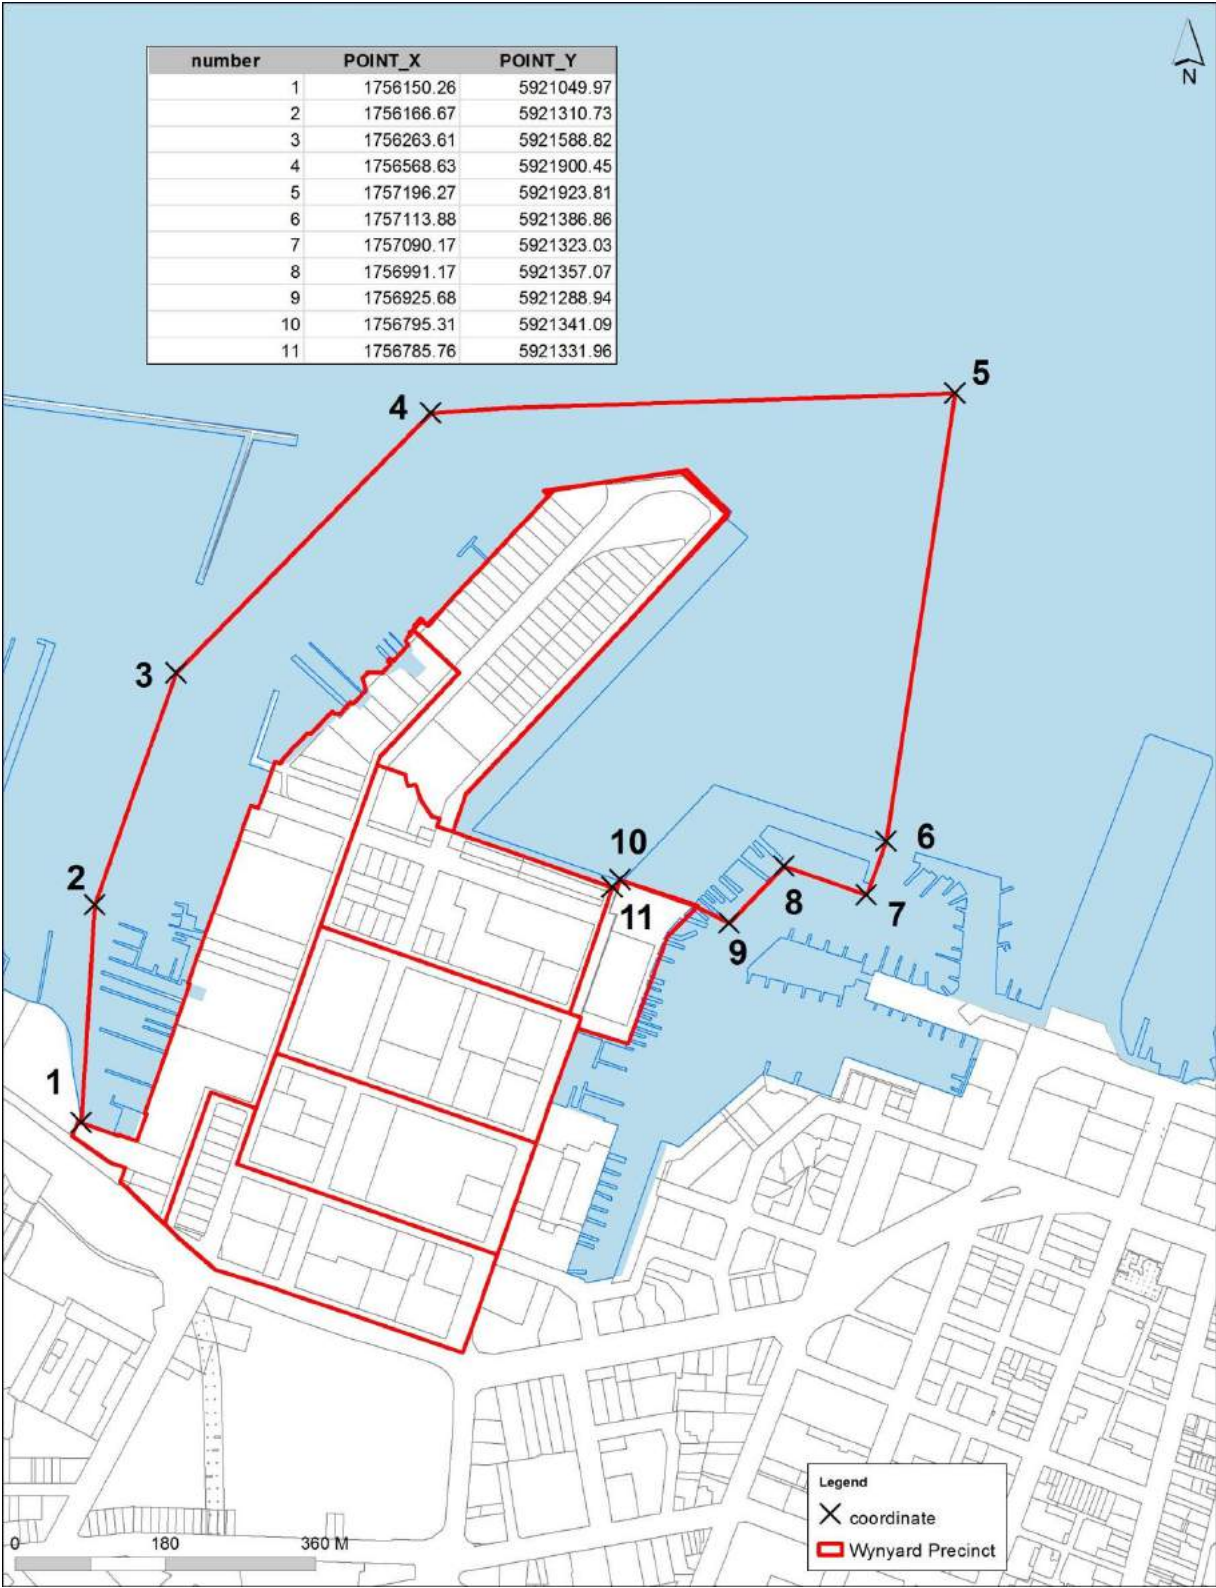 N
number POINT_X POINT_Y
1 1756150.26 5921049.97
2 1756166.67 5921310.73
3 1756263.61 5921588.82
4 1756568.63 5921900.45
5 1757196.27 5921923.81
6 1757113.88 5921386.86
7 1757090.17 5921323.03
8 1756991.17 5921357.07
9 1756925.68 5921288.94
10 1756795.31 5921341.09
11 1756785.76 5921331.96
5
4
3
6
10
8
7
2
11
9
1
Legend
coordinate
Wynyard Precinct
0 180 360 M